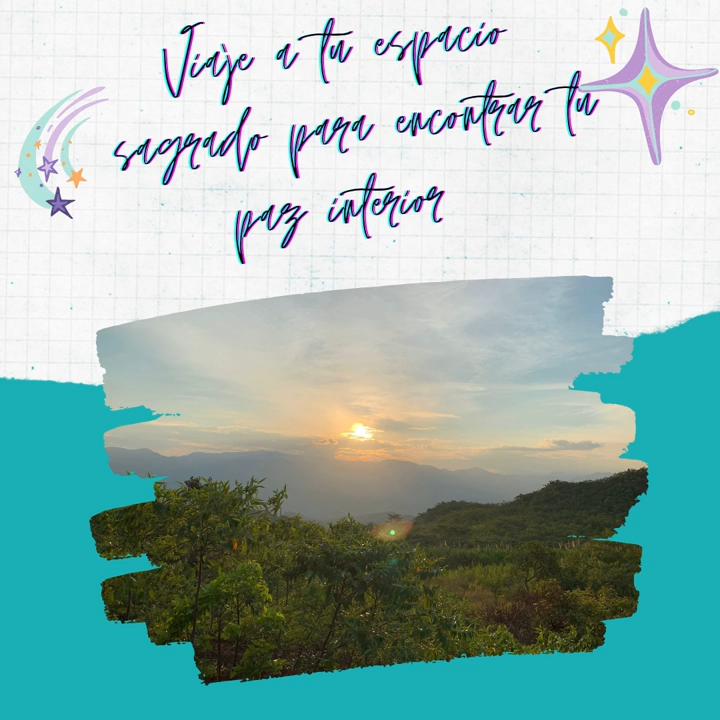 Viaje a tu espacio
sagrado para encontrar tu
paz interior